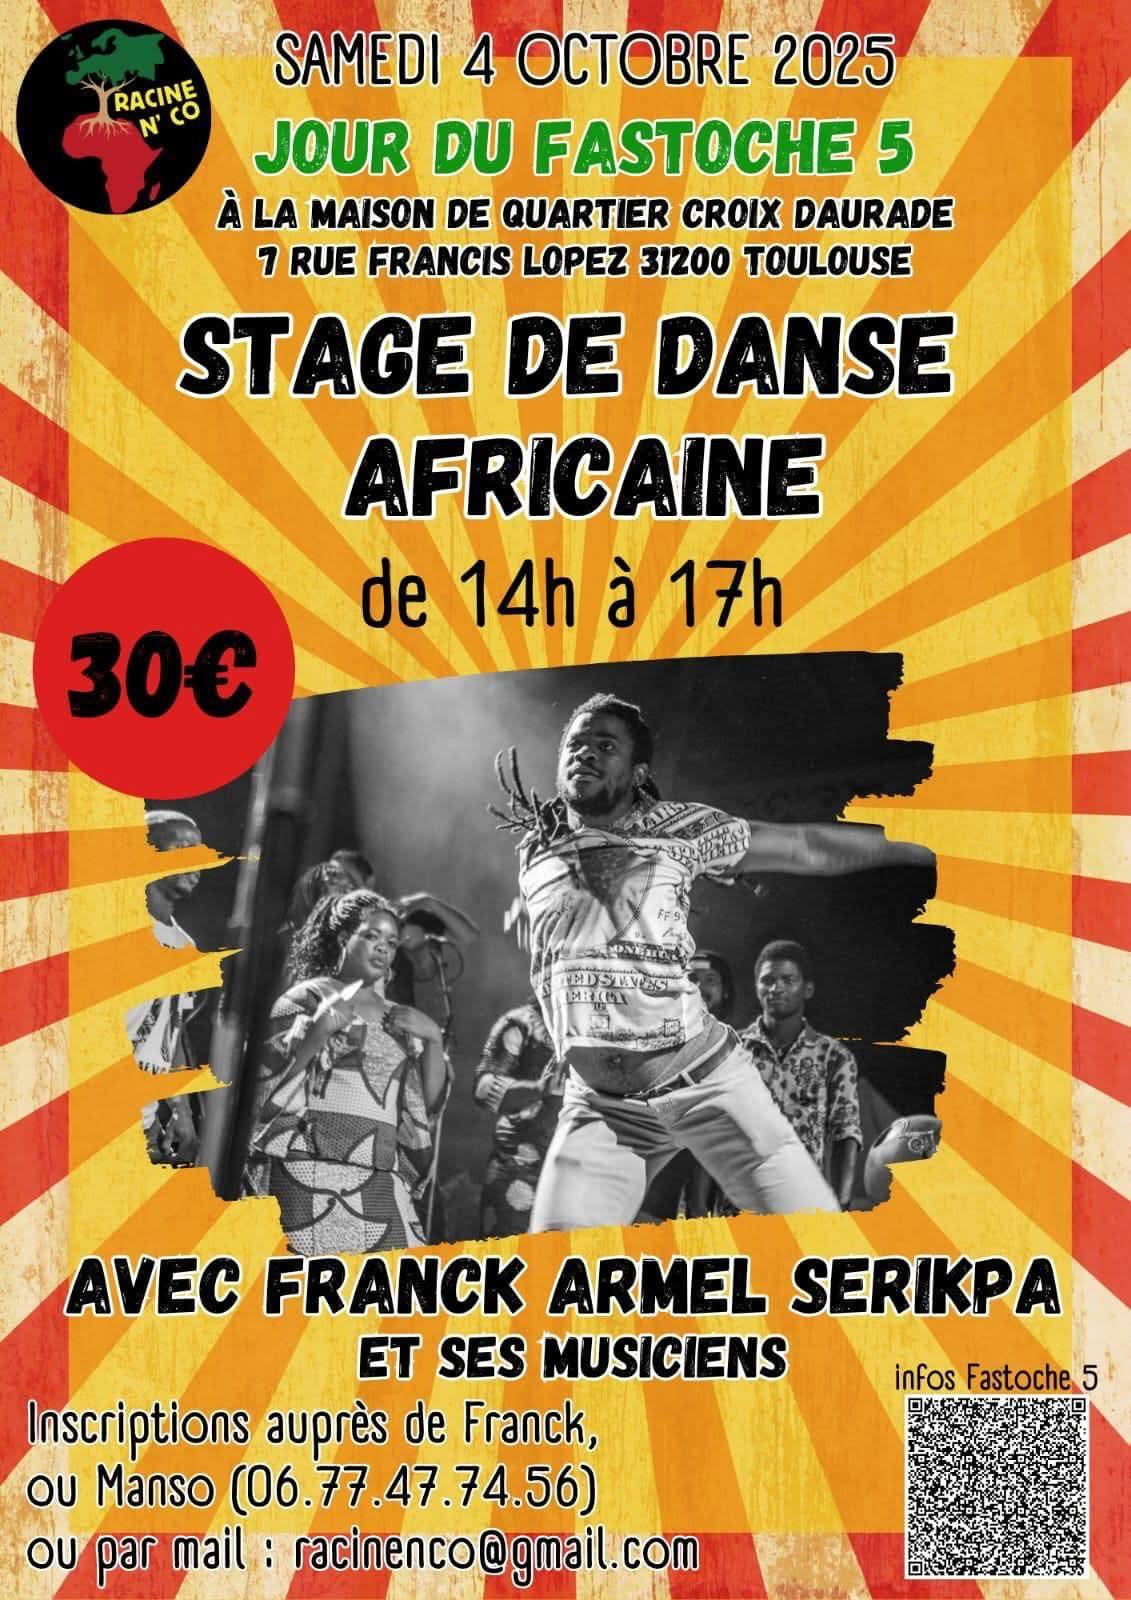 RACINE
N' CO
SAMEDI 4 OCTOBRE 2025
JOUR DU FASTOCHE 5
À LA MAISON DE QUARTIER CROIX DAURADE
7 RUE FRANCIS LOPEZ 31200 TOULOUSE
STAGE DE DANSE
AFRICAINE
de 14h à 17h
30€
AVEC FRANCK ARMEL SERIKPA
ET SES MUSICIENS
infos Fastoche 5
Inscriptions auprès de Franck,
ou Manso (06.77.47.74.56)
ou par mail : racinenco@gmail.com